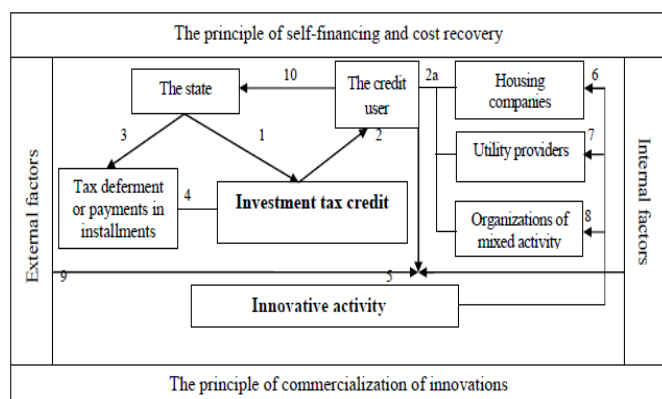 The principle of self-financing and cost recovery
External factors
Internal factors
The state
10
The credit
user
2a
Housing
companies
6
3
1
2
Utility providers
7
Tax deferment
or payments in
installments
4
Investment tax credit
Organizations of
mixed activity
8
9
5
Innovative activity
The principle of commercialization of innovations